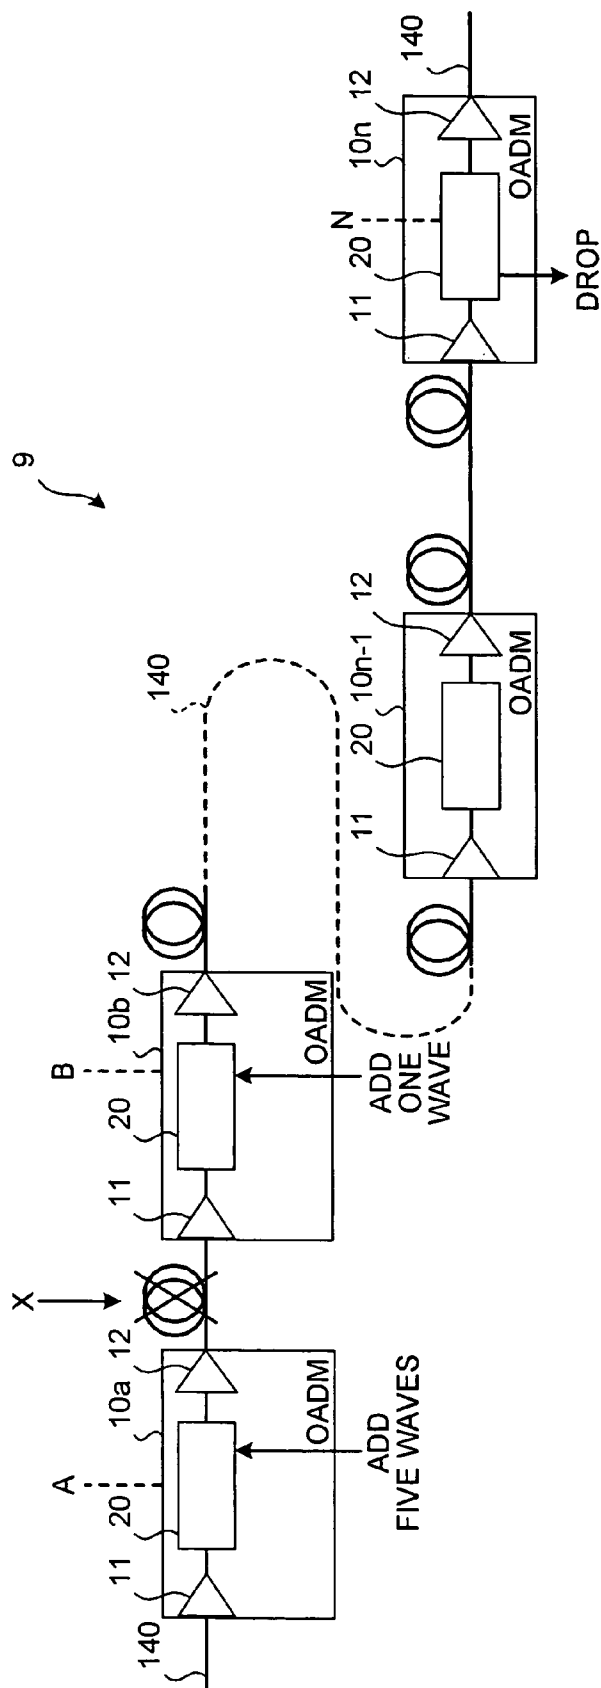 9
X
A
B
140
11
20
10a
12
OADM
ADD
FIVE WAVES
11
20
10b
12
OADM
ADD
ONE
WAVE
140
11
20
10n-1
12
OADM
N
11
20
10n
12
140
OADM
DROP